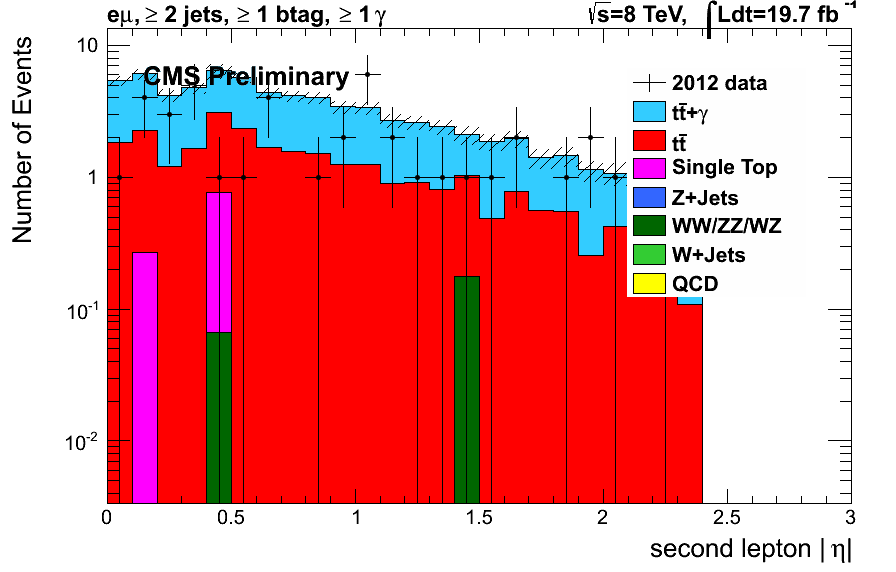 eμ, ≥ 2 jets, ≥ 1 btag, ≥ 1 γ
√s=8 TeV, ∫Ldt=19.7 fb⁻¹
CMS Preliminary
2012 data
tt̄+γ
tt̄
Single Top
Z+Jets
WW/ZZ/WZ
W+Jets
QCD
Number of Events
10
1
10⁻¹
10⁻²
0 0.5 1 1.5 2 2.5 3
second lepton |η|